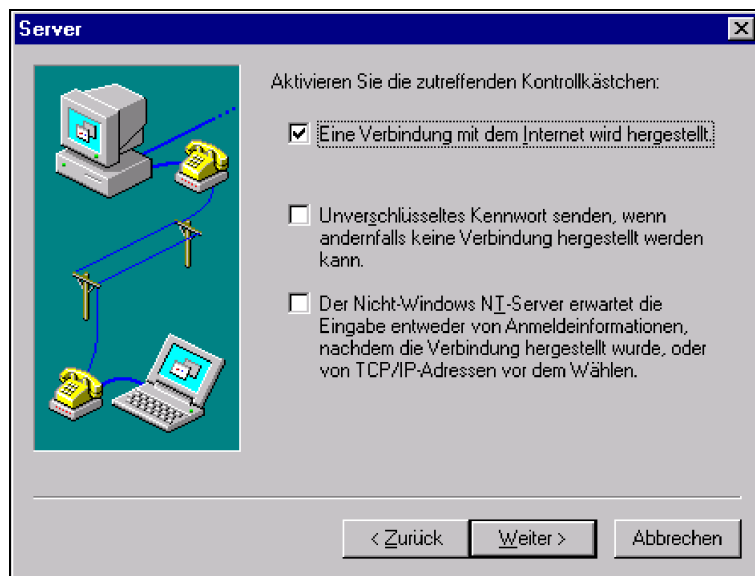 Server
Aktivieren Sie die zutreffenden Kontrollkästchen:
Eine Verbindung mit dem Internet wird hergestellt.
Unverschlüsseltes Kennwort senden, wenn
andernfalls keine Verbindung hergestellt werden
kann.
Der Nicht-Windows NT-Server erwartet die
Eingabe entweder von Anmeldeinformationen,
nachdem die Verbindung hergestellt wurde, oder
von TCP/IP-Adressen vor dem Wählen.
< Zurück
Weiter >
Abbrechen